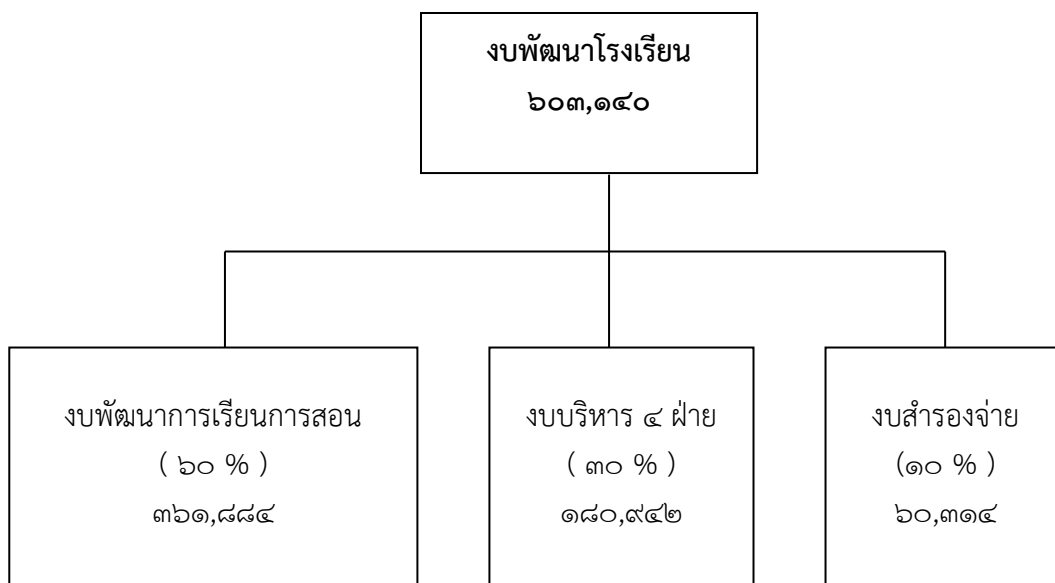 งบพัฒนาโรงเรียน
๖๐๓,๑๔๐
งบพัฒนาการเรียนการสอน
( ๖๐ % )
๓๖๑,๘๘๔
งบบริหาร ๔ ฝ่าย
( ๓๐ % )
๑๘๐,๙๔๒
งบสำรองจ่าย
(๑๐ % )
๖๐,๓๑๔